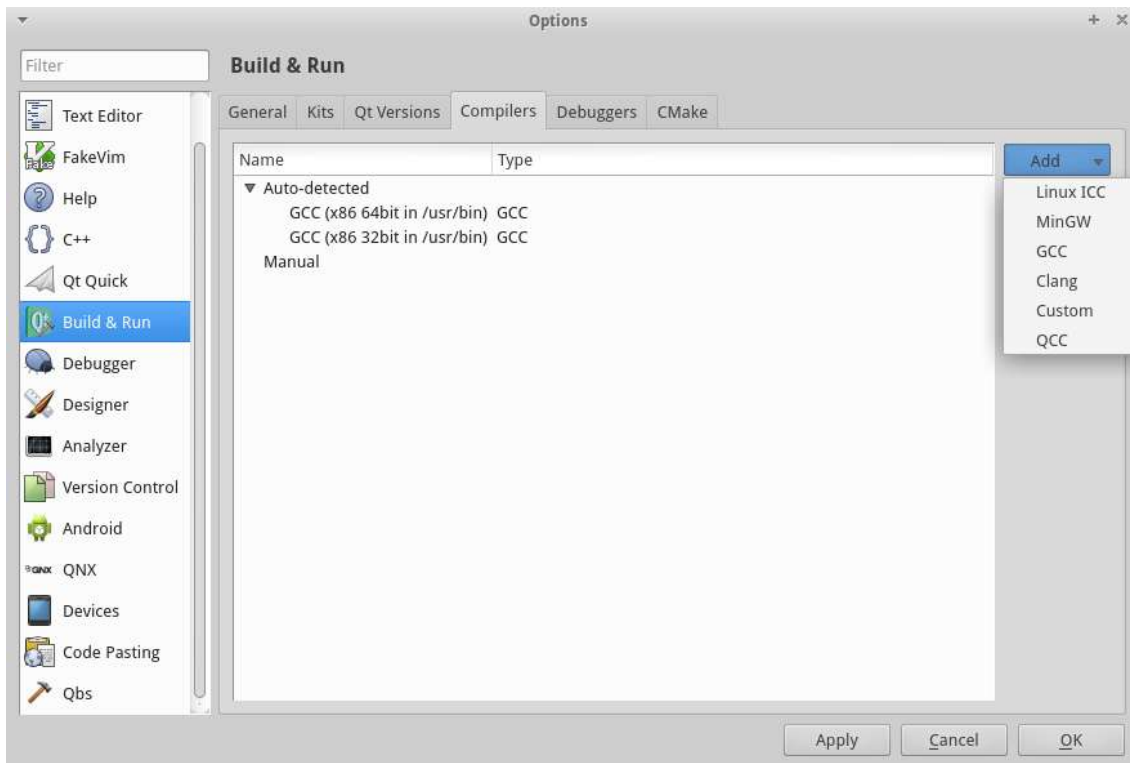 Options
Filter
Text Editor
FakeVim
Help
C++
Qt Quick
Build & Run
Debugger
Designer
Analyzer
Version Control
Android
QNX
Devices
Code Pasting
Qbs
Build & Run
General Kits Qt Versions Compilers Debuggers CMake
Name Type
Auto-detected
GCC (x86 64bit in /usr/bin) GCC
GCC (x86 32bit in /usr/bin) GCC
Manual
Add
Linux ICC
MinGW
GCC
Clang
Custom
QCC
Apply Cancel OK